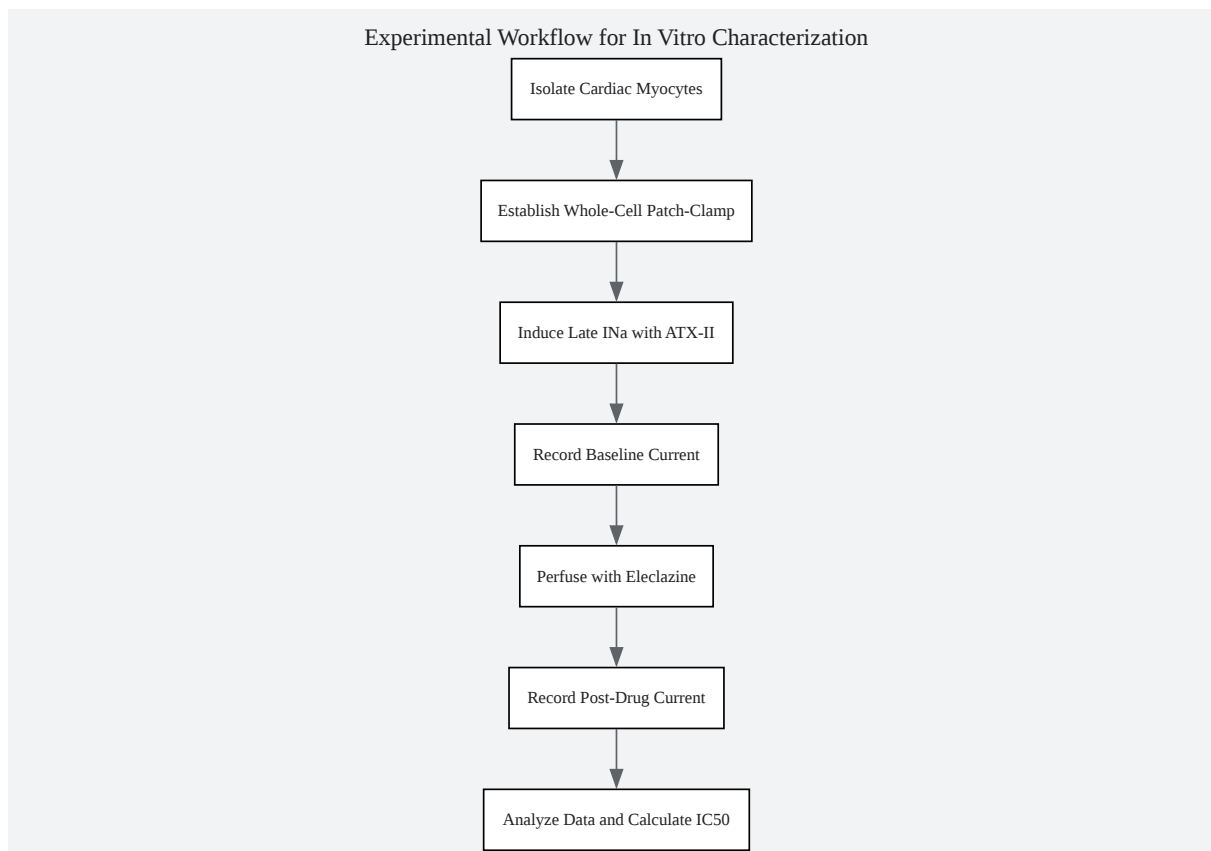 Experimental Workflow for In Vitro Characterization
Isolate Cardiac Myocytes
Establish Whole-Cell Patch-Clamp
Induce Late INa with ATX-II
Record Baseline Current
Perfuse with Eleclazine
Record Post-Drug Current
Analyze Data and Calculate IC50